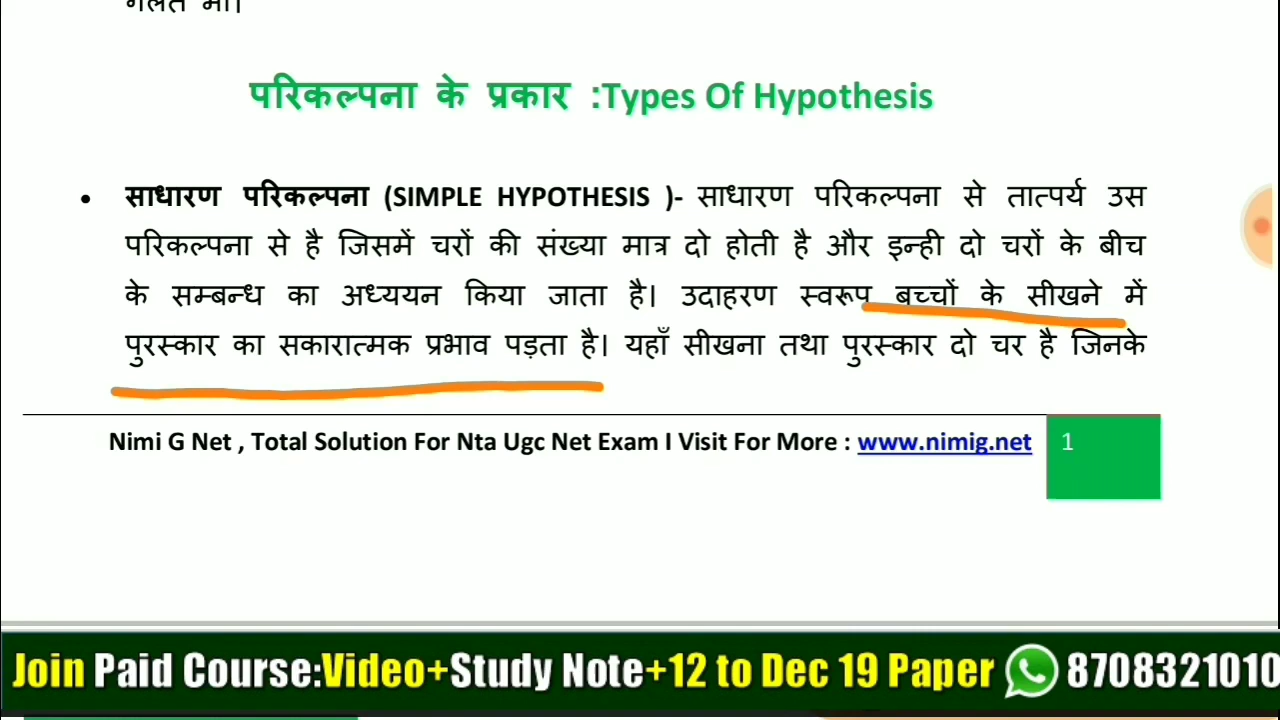 परिकल्पना के प्रकार :Types Of Hypothesis
• साधारण परिकल्पना (SIMPLE HYPOTHESIS )- साधारण परिकल्पना से तात्पर्य उस
परिकल्पना से है जिसमें चरों की संख्या मात्र दो होती है और इन्ही दो चरों के बीच
के सम्बन्ध का अध्ययन किया जाता है। उदाहरण स्वरूप बच्चों के सीखने में
पुरस्कार का सकारात्मक प्रभाव पड़ता है। यहाँ सीखना तथा पुरस्कार दो चर है जिनके
Nimi G Net , Total Solution For Nta Ugc Net Exam I Visit For More : www.nimig.net 1
Join Paid Course:Video+Study Note+12 to Dec 19 Paper 8708321010